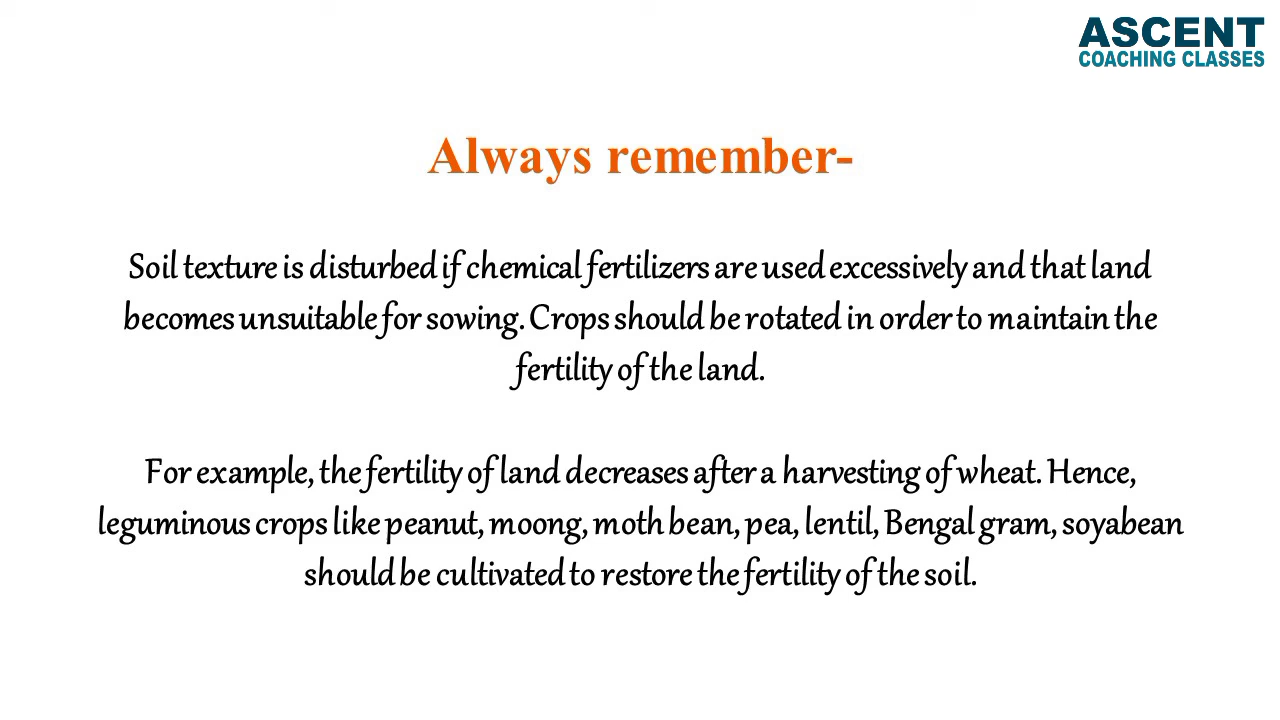 ASCENT
COACHING CLASSES
Always remember-
Soil texture is disturbed if chemical fertilizers are used excessively and that land
becomes unsuitable for sowing. Crops should be rotated in order to maintain the
fertility of the land.
For example, the fertility of land decreases after a harvesting of wheat. Hence,
leguminous crops like peanut, moong, moth bean, pea, lentil, Bengal gram, soyabean
should be cultivated to restore the fertility of the soil.